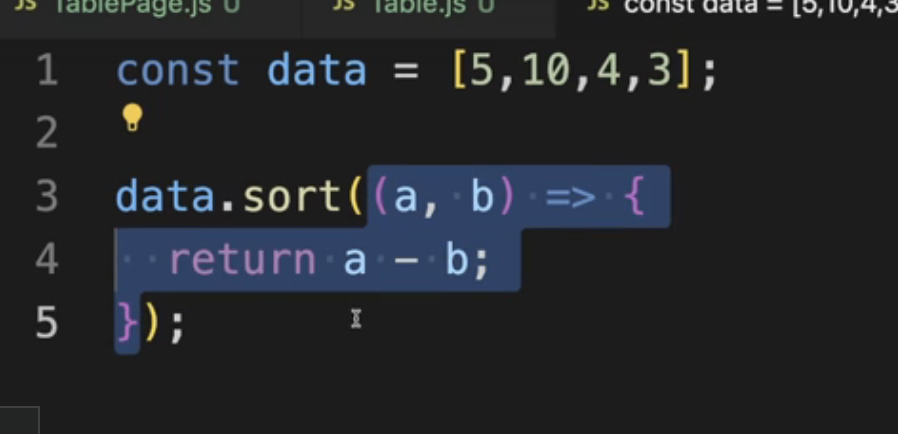 JS TablePage.js U JS Table.js U JS const data = [5,10,4,3
1 const data = [5,10,4,3];
2
3 data.sort((a, b) => {
4   return a - b;
5 });